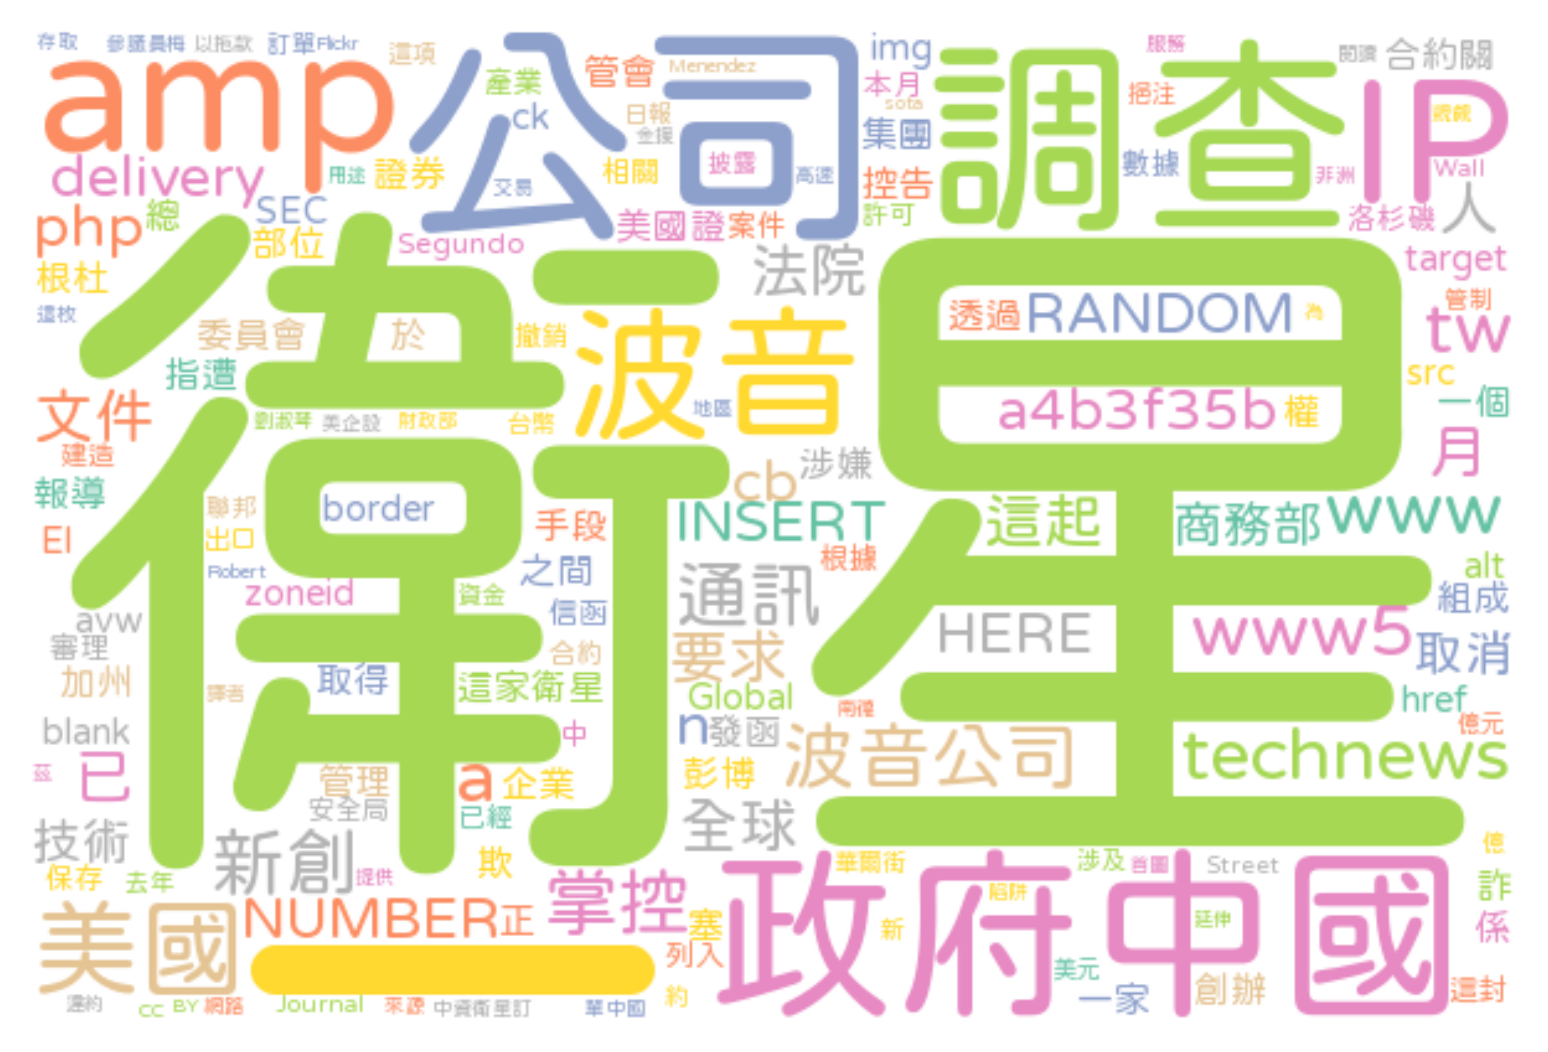 存取 參議員梅 以拖款 訂單 Flickr 這項
amp 公司 調查 IP
產業 管會 Menendez img 本月 服務 閱讀 合約關
ck 日報 sota 挹注
金援 集團 數據
delivery 用途 證券 交易 相關 披露 高速 控告 非洲 Wall
php 總 SEC 部位 Segundo 美國證 案件 許可 洛杉磯 人
根杜 法院 target
衛星
這枚 委員會 於 撤銷 波音 透過 RANDOM 為 管制 tw
指遭 src
文件 劉淑琴 美企設 財政部 台幣 地區 a4b3f35b 權 一個
建造 涉嫌 月
報導 聯邦 border cb
EI 出口 手段 INSERT 這起 商務部 www
Robert zoneid 資金 之間 根據 alt
avw 信函 通訊 HERE www5 組成
審理 合約 要求 取消
加州 譯者 取得 這家衛星 Global 南韓 href
blank 中 n 發函 波音公司 億元
茲 已 管理 a 企業 彭博 technews
安全局 已經 全球
技術 新創 欺 華爾街 涉及 首圖 Street 億
保存 去年 提供 掌控 陷阱 詐
美國 NUMBER 正 塞 政府 新 中國 延伸 係
一 列入 美元
違約 CC BY 網路 Journal 來源 中資衛星訂 華中國 約 一家 創辦 這封